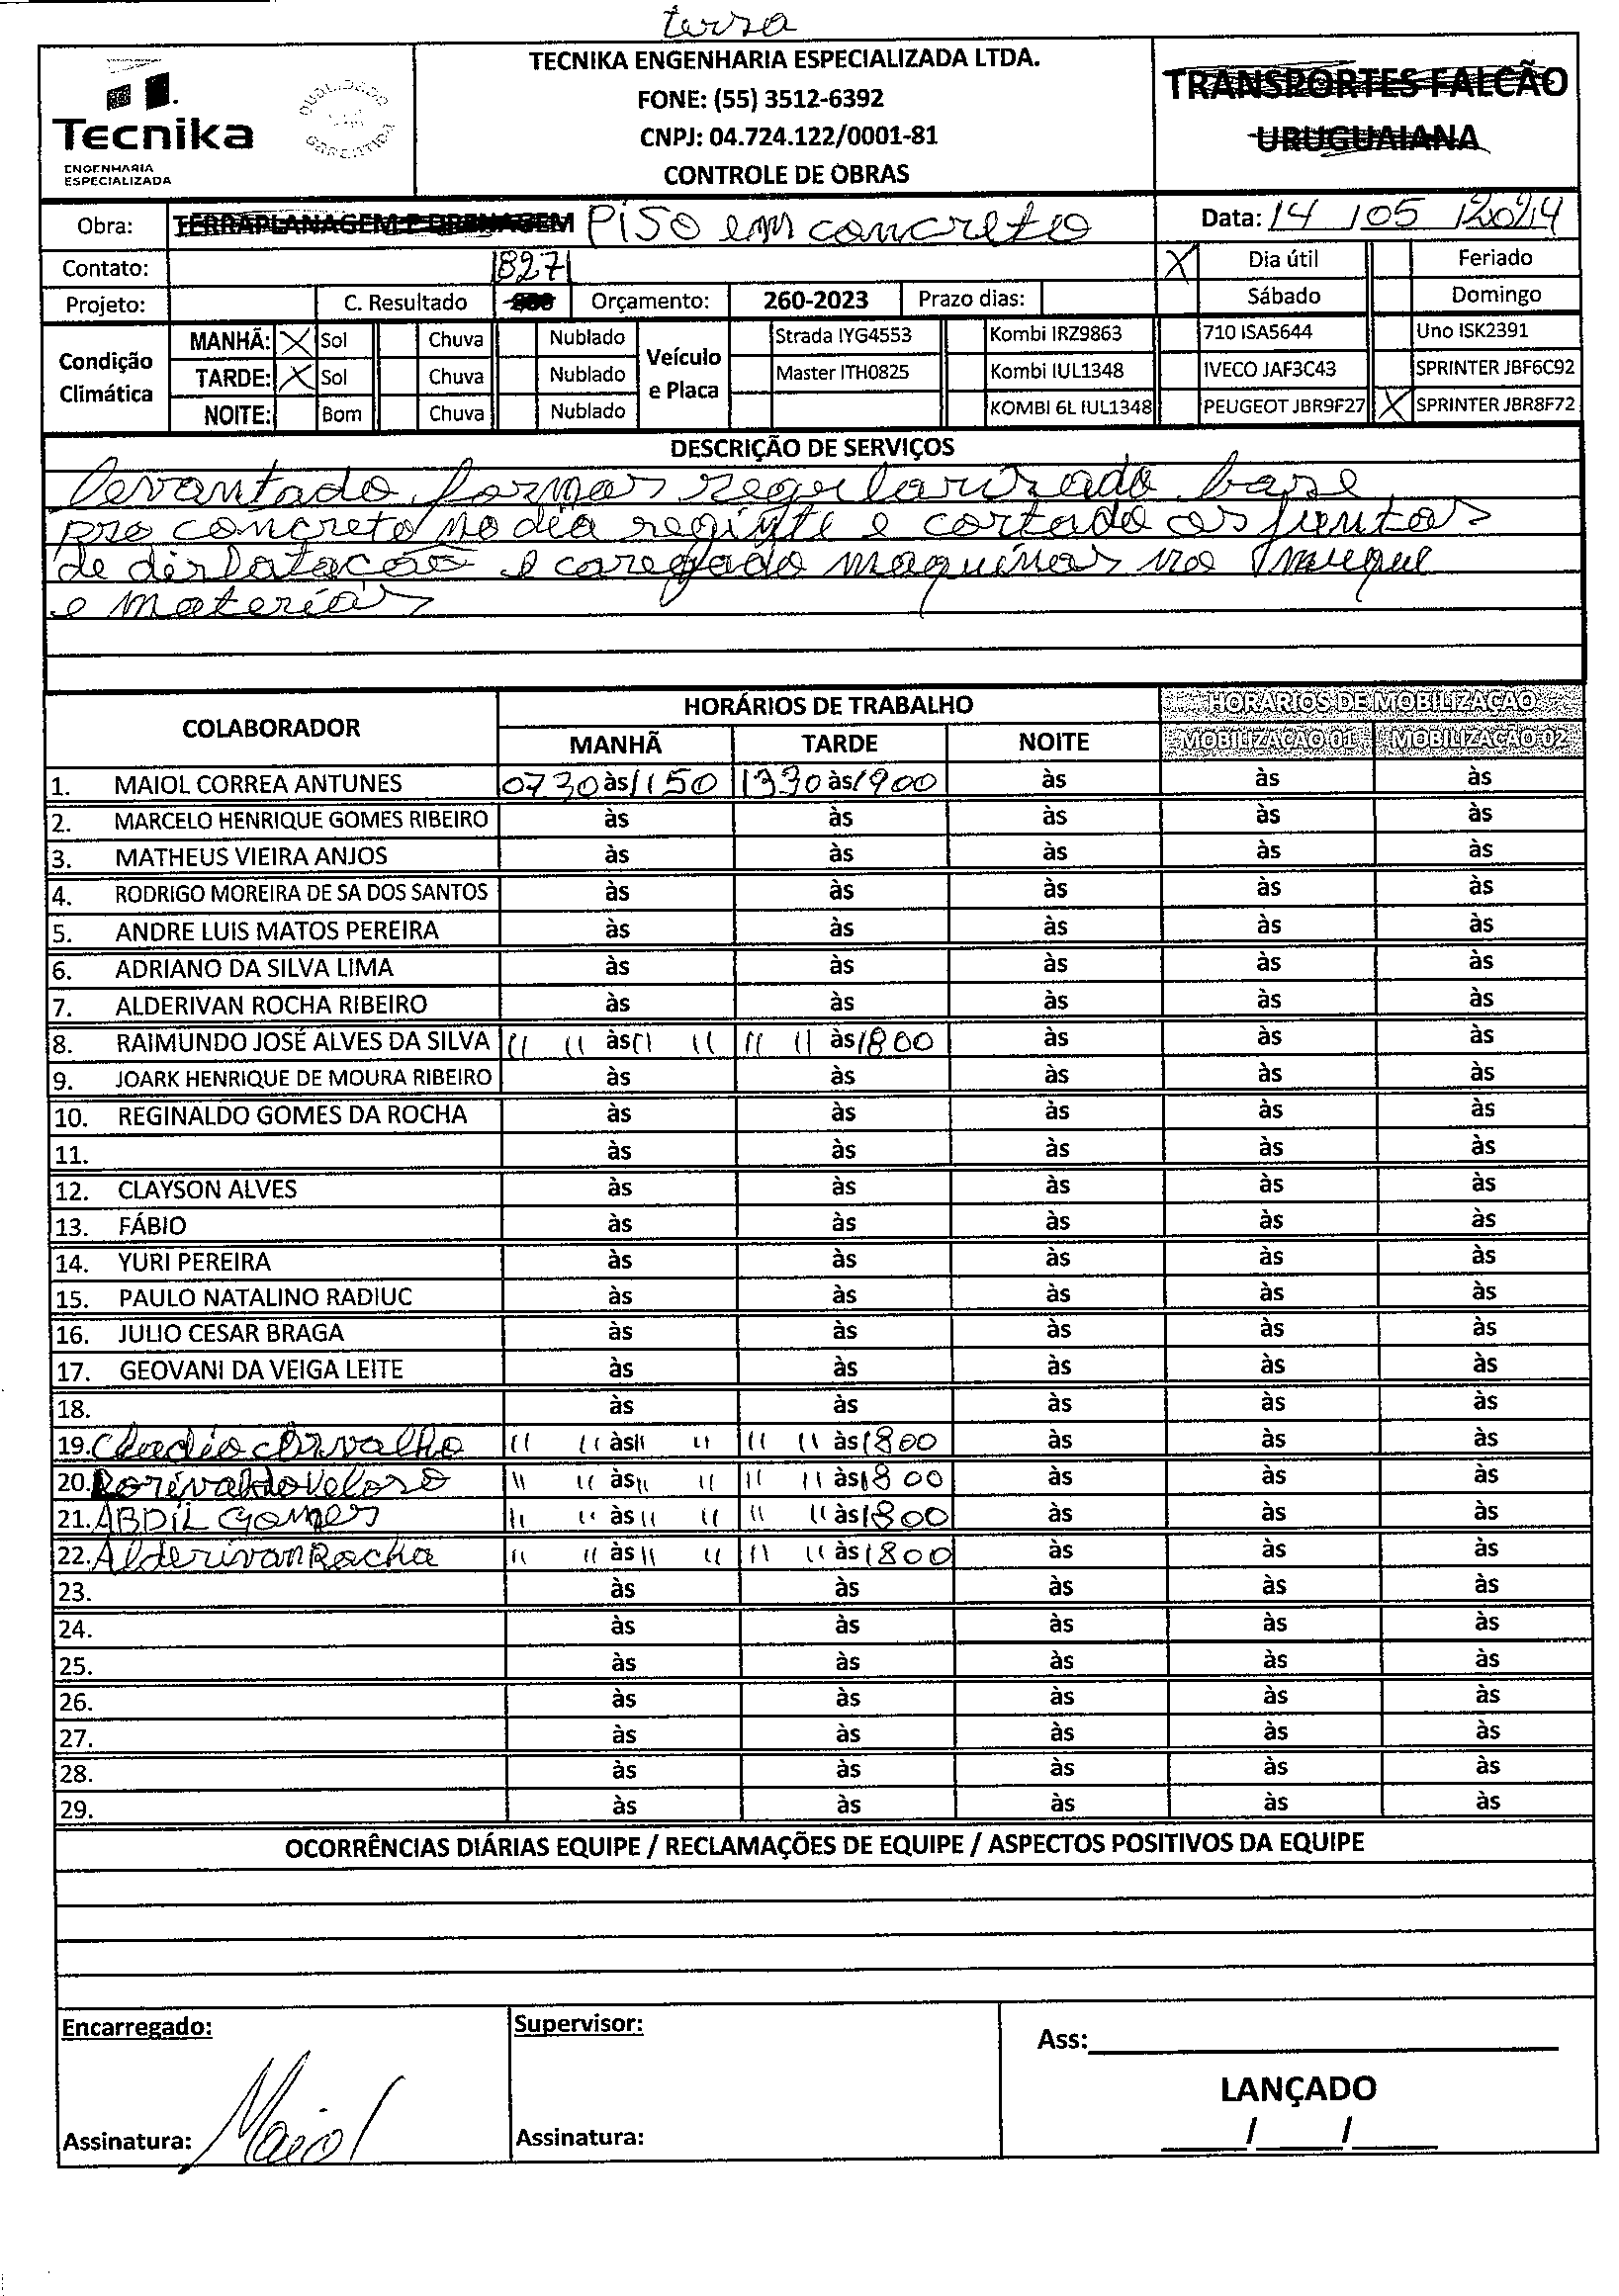 tersa
TECNIKA ENGENHARIA ESPECIALIZADA LTDA.
FONE: (55) 3512-6392
CNPJ: 04.724.122/0001-81
CONTROLE DE OBRAS
Tecnika
ENGENHARIA
ESPECIALIZADA
TRANSPORTES FALCÃO
URUGUAIANA
Obra: TERRAPLANAGEM E DRENAGEM Piso em concreto Data: 14 / 05 / 2024
Contato: 1827 X Dia útil Feriado
Projeto: C. Resultado Orçamento: 260-2023 Prazo dias: Sábado Domingo
Condição Climática
MANHÃ: X Sol Chuva Nublado
TARDE: X Sol Chuva Nublado
NOITE: Bom Chuva Nublado
Veículo e Placa
Strada IYG4553 Kombi IRZ9863 710 ISA5644 Uno ISK2391
Master ITH0825 Kombi IUL1348 IVECO JAF3C43 SPRINTER JBF6C92
KOMBI 6L IUL1348 PEUGEOT JBR9F27 X SPRINTER JBR8F72
DESCRIÇÃO DE SERVIÇOS
levantado formas regularizado base
pro concreto no dia reginte e cortado as juntas
de dirlatação e caregado maquinas no
e materias
COLABORADOR HORÁRIOS DE TRABALHO HORÁRIOS DE MOBILIZAÇÃO
MANHÃ TARDE NOITE MOBILIZAÇÃO 01 MOBILIZAÇÃO 02
1. MAIOL CORREA ANTUNES 0730 às 1150 1330 às 1900 às às às
2. MARCELO HENRIQUE GOMES RIBEIRO às às às às às
3. MATHEUS VIEIRA ANJOS às às às às às
4. RODRIGO MOREIRA DE SA DOS SANTOS às às às às às
5. ANDRE LUIS MATOS PEREIRA às às às às às
6. ADRIANO DA SILVA LIMA às às às às às
7. ALDERIVAN ROCHA RIBEIRO às às às às às
8. RAIMUNDO JOSÉ ALVES DA SILVA " " às " " " " às 1800 às às às
9. JOARK HENRIQUE DE MOURA RIBEIRO às às às às às
10. REGINALDO GOMES DA ROCHA às às às às às
11. às às às às às
12. CLAYSON ALVES às às às às às
13. FÁBIO às às às às às
14. YURI PEREIRA às às às às às
15. PAULO NATALINO RADIUC às às às às às
16. JULIO CESAR BRAGA às às às às às
17. GEOVANI DA VEIGA LEITE às às às às às
18. às às às às às
19. Claudio Carvalho " " às " " " " às 1800 às às às
20. Dorivaldo Veloso " " às " " " " às 1800 às às às
21. ABDIL Gomes " " às " " " " às 1800 às às às
22. Alderivan Rocha " " às " " " " às 1800 às às às
23. às às às às às
24. às às às às às
25. às às às às às
26. às às às às às
27. às às às às às
28. às às às às às
29. às às às às às
OCORRÊNCIAS DIÁRIAS EQUIPE / RECLAMAÇÕES DE EQUIPE / ASPECTOS POSITIVOS DA EQUIPE
Encarregado: Supervisor:
Ass:
LANÇADO
Assinatura: Maiol Assinatura: / /